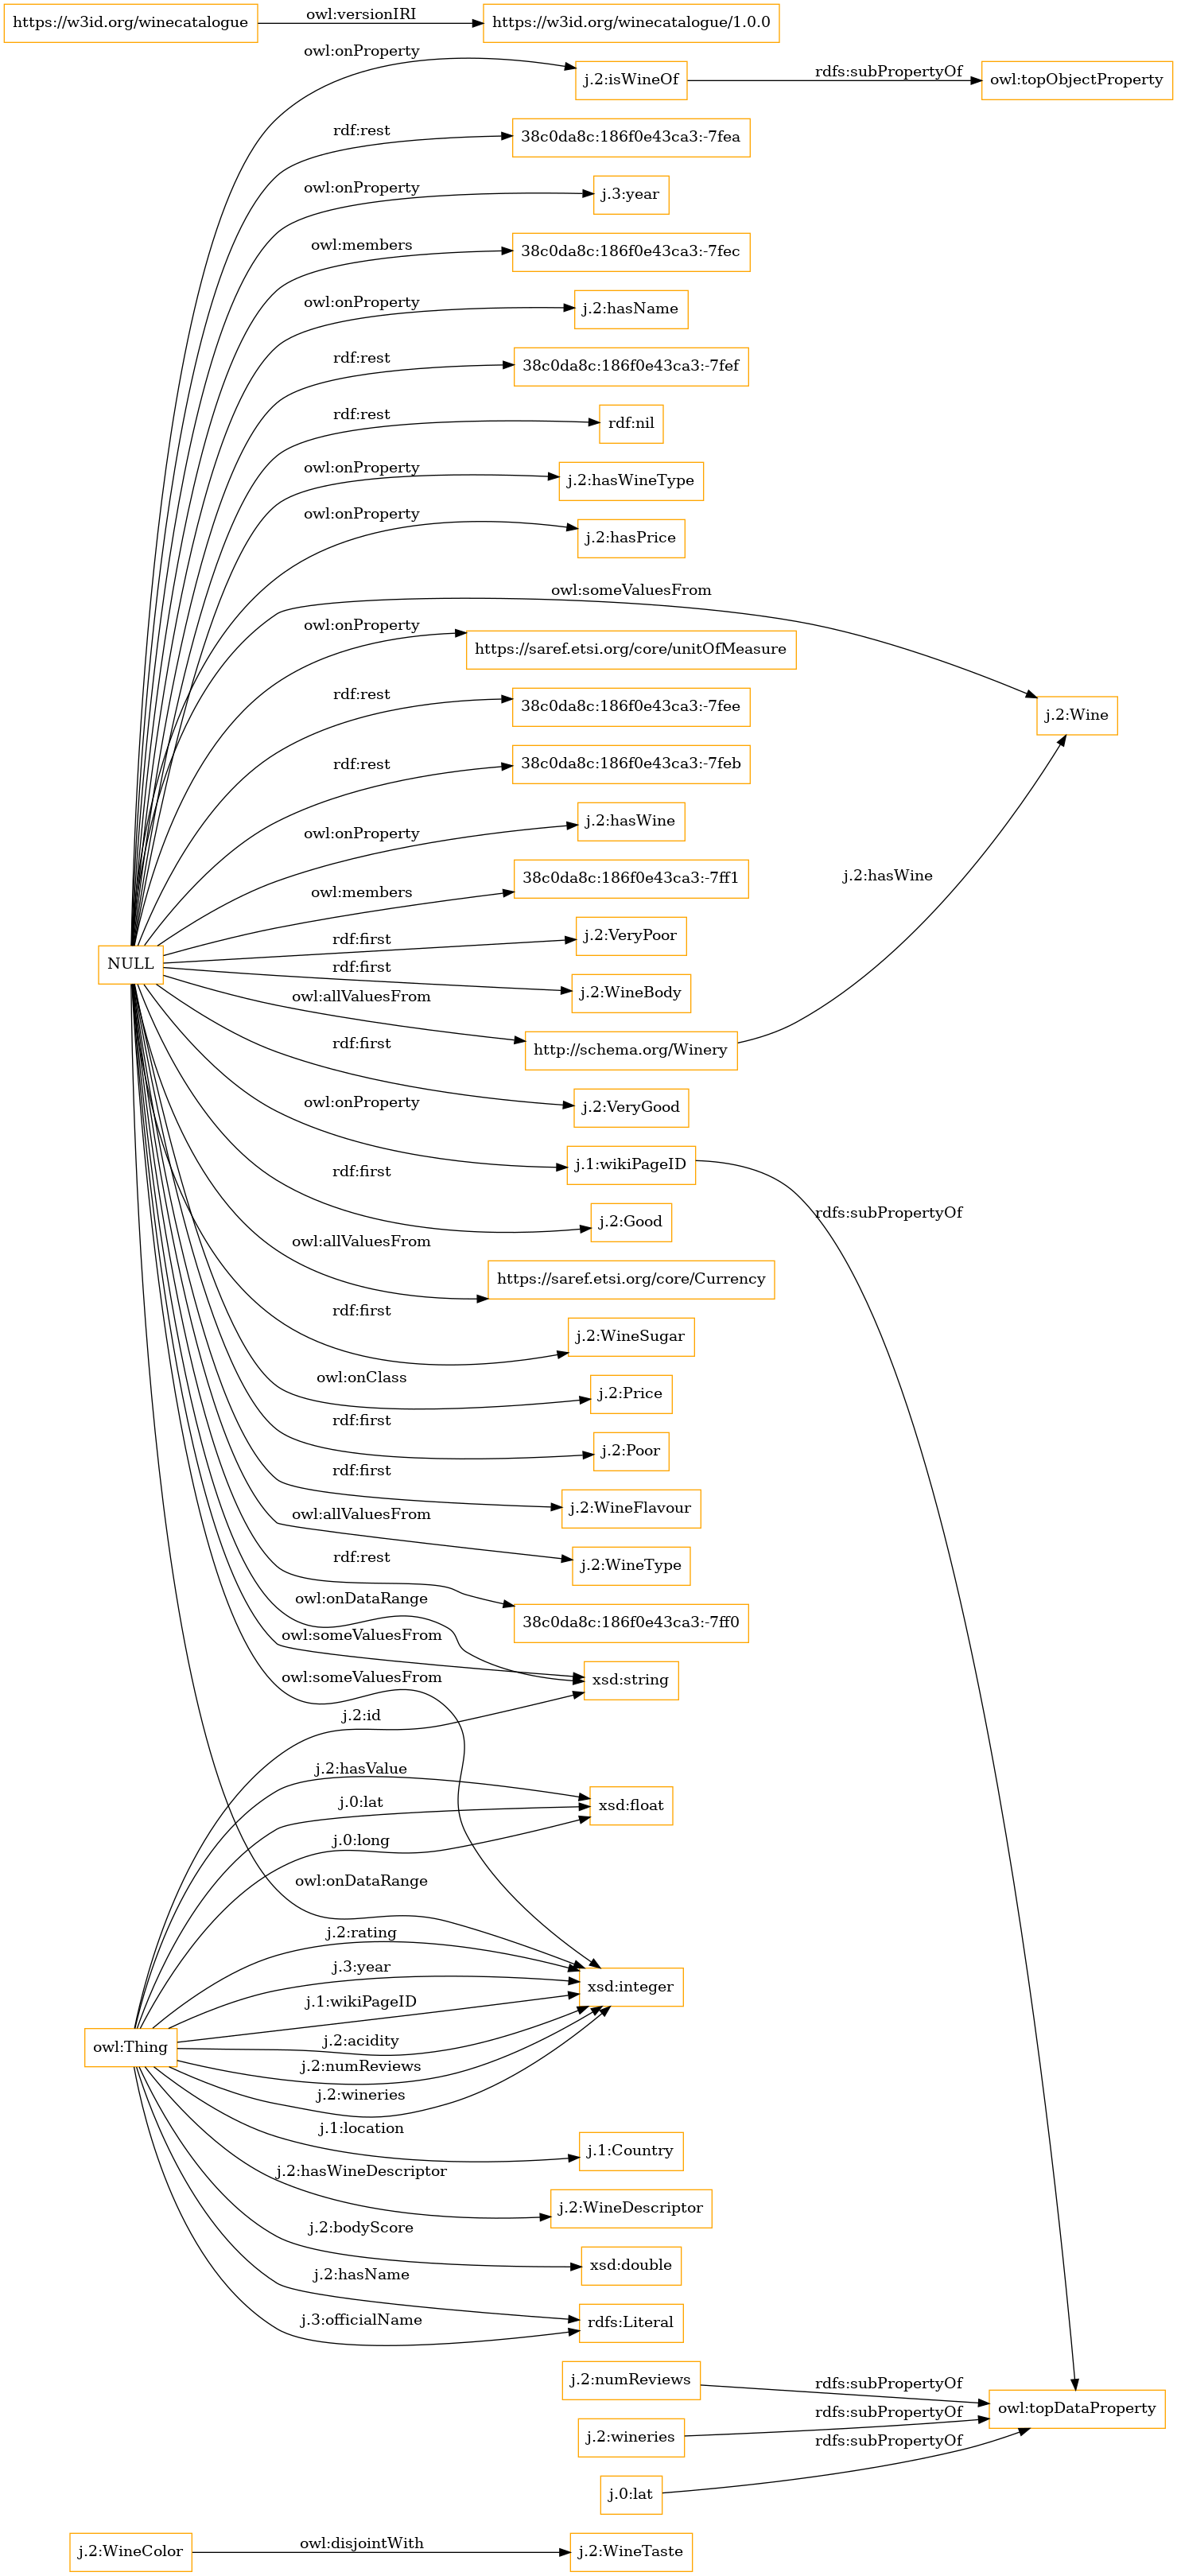 https://w3id.org/winecatalogue
owl:versionIRI
https://w3id.org/winecatalogue/1.0.0
owl:onProperty
j.2:isWineOf
rdfs:subPropertyOf
owl:topObjectProperty
rdf:rest
38c0da8c:186f0e43ca3:-7fea
owl:onProperty
j.3:year
owl:members
38c0da8c:186f0e43ca3:-7fec
owl:onProperty
j.2:hasName
rdf:rest
38c0da8c:186f0e43ca3:-7fef
rdf:rest
rdf:nil
owl:onProperty
j.2:hasWineType
owl:onProperty
j.2:hasPrice
owl:someValuesFrom
owl:onProperty
https://saref.etsi.org/core/unitOfMeasure
rdf:rest
38c0da8c:186f0e43ca3:-7fee
j.2:Wine
rdf:rest
38c0da8c:186f0e43ca3:-7feb
owl:onProperty
j.2:hasWine
j.2:hasWine
owl:members
38c0da8c:186f0e43ca3:-7ff1
rdf:first
j.2:VeryPoor
NULL
rdf:first
j.2:WineBody
owl:allValuesFrom
http://schema.org/Winery
rdf:first
j.2:VeryGood
owl:onProperty
j.1:wikiPageID
rdfs:subPropertyOf
rdf:first
j.2:Good
owl:allValuesFrom
https://saref.etsi.org/core/Currency
rdf:first
j.2:WineSugar
owl:onClass
j.2:Price
rdf:first
j.2:Poor
rdf:first
j.2:WineFlavour
owl:allValuesFrom
j.2:WineType
rdf:rest
38c0da8c:186f0e43ca3:-7ff0
owl:onDataRange
owl:someValuesFrom
xsd:string
owl:someValuesFrom
j.2:id
j.2:hasValue
j.0:lat
xsd:float
j.0:long
owl:onDataRange
j.2:rating
j.3:year
xsd:integer
j.1:wikiPageID
owl:Thing
j.2:acidity
j.2:numReviews
j.2:wineries
j.1:location
j.1:Country
j.2:hasWineDescriptor
j.2:WineDescriptor
j.2:bodyScore
xsd:double
j.2:hasName
j.3:officialName
rdfs:Literal
j.2:numReviews
rdfs:subPropertyOf
owl:topDataProperty
j.2:wineries
rdfs:subPropertyOf
j.0:lat
rdfs:subPropertyOf
j.2:WineColor
owl:disjointWith
j.2:WineTaste